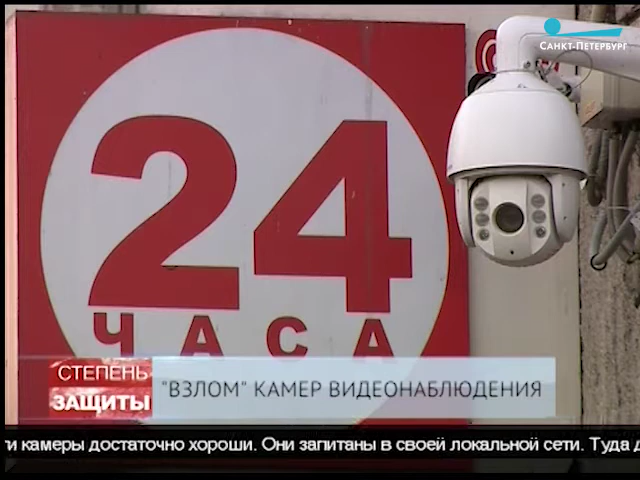 Санкт-Петербург
24
ЧАСА
СТЕПЕНЬ
ЗАЩИТЫ
"ВЗЛОМ" КАМЕР ВИДЕОНАБЛЮДЕНИЯ
камеры достаточно хороши. Они запитаны в своей локальной сети. Туда